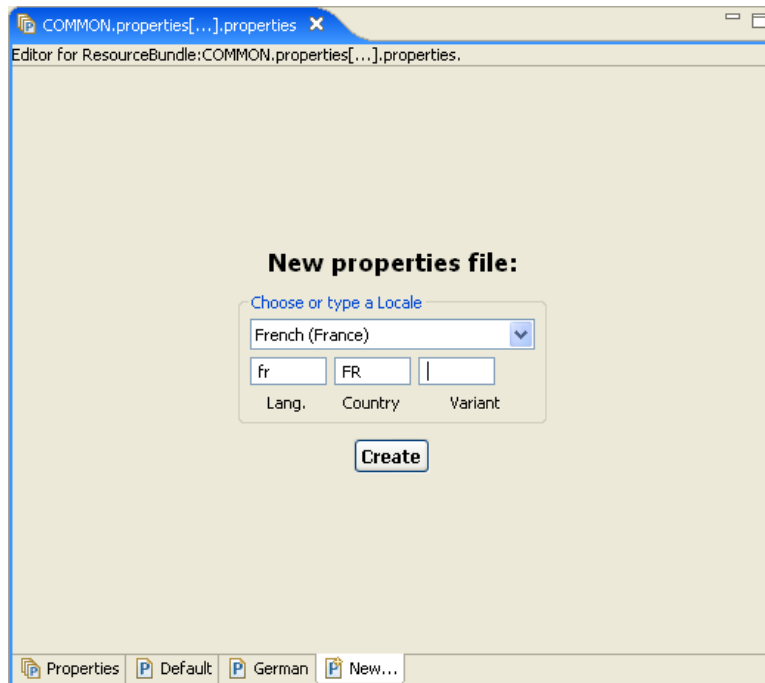 COMMON.properties[...].properties
Editor for ResourceBundle:COMMON.properties[...].properties.
New properties file:
Choose or type a Locale
French (France)
fr FR
Lang. Country Variant
Create
Properties Default German New...